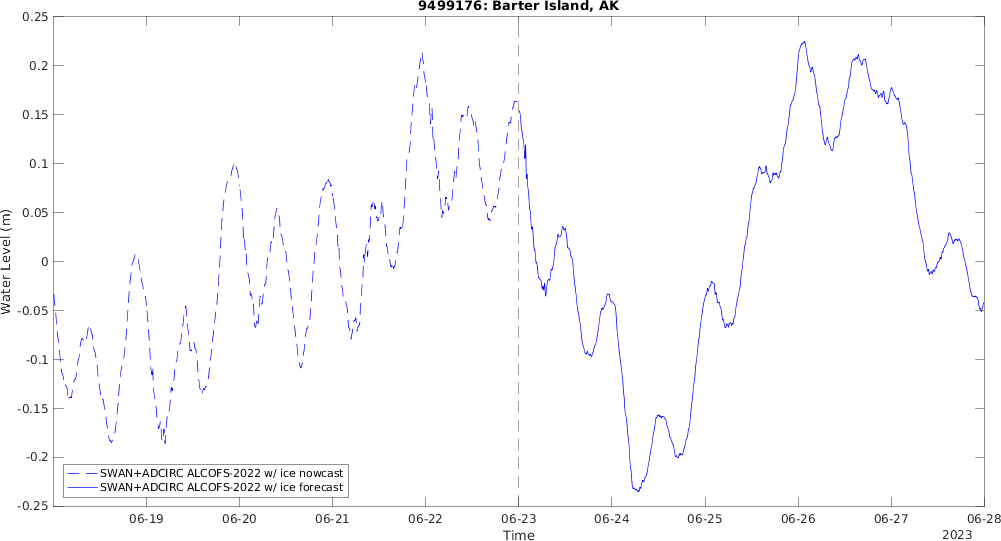 9499176: Barter Island, AK
0.25
0.2
0.15
0.1
0.05
0
-0.05
-0.1
-0.15
-0.2
-0.25
Water Level (m)
SWAN+ADCIRC ALCOFS-2022 w/ ice nowcast
SWAN+ADCIRC ALCOFS-2022 w/ ice forecast
06-19 06-20 06-21 06-22 06-23 06-24 06-25 06-26 06-27 06-28
2023
Time